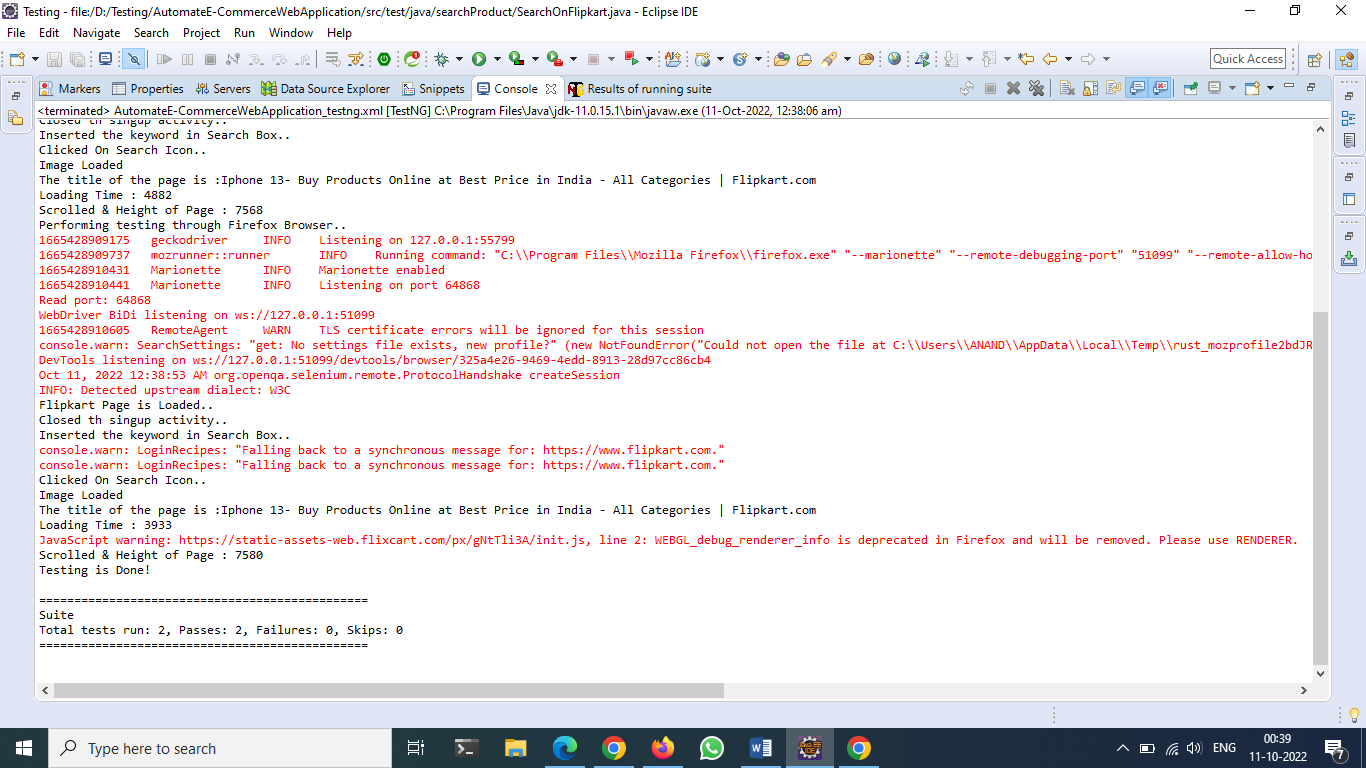 Testing - file:/D:/Testing/AutomateE-CommerceWebApplication/src/test/java/searchProduct/SearchOnFlipkart.java - Eclipse IDE
File Edit Navigate Search Project Run Window Help
Quick Access
Markers Properties Servers Data Source Explorer Snippets Console Results of running suite
<terminated> AutomateE-CommerceWebApplication_testng.xml [TestNG] C:\Program Files\Java\jdk-11.0.15.1\bin\javaw.exe (11-Oct-2022, 12:38:06 am)
Closed th singup activity..
Inserted the keyword in Search Box..
Clicked On Search Icon..
Image Loaded
The title of the page is :Iphone 13- Buy Products Online at Best Price in India - All Categories | Flipkart.com
Loading Time : 4882
Scrolled & Height of Page : 7568
Performing testing through Firefox Browser..
1665428909175 geckodriver INFO Listening on 127.0.0.1:55799
1665428909737 mozrunner::runner INFO Running command: "C:\\Program Files\\Mozilla Firefox\\firefox.exe" "--marionette" "--remote-debugging-port" "51099" "--remote-allow-ho
1665428910431 Marionette INFO Marionette enabled
1665428910441 Marionette INFO Listening on port 64868
Read port: 64868
WebDriver BiDi listening on ws://127.0.0.1:51099
1665428910605 RemoteAgent WARN TLS certificate errors will be ignored for this session
console.warn: SearchSettings: "get: No settings file exists, new profile?" (new NotFoundError("Could not open the file at C:\\Users\\ANAND\\AppData\\Local\\Temp\\rust_mozprofile2bdJR
DevTools listening on ws://127.0.0.1:51099/devtools/browser/325a4e26-9469-4edd-8913-28d97cc86cb4
Oct 11, 2022 12:38:53 AM org.openqa.selenium.remote.ProtocolHandshake createSession
INFO: Detected upstream dialect: W3C
Flipkart Page is Loaded..
Closed th singup activity..
Inserted the keyword in Search Box..
console.warn: LoginRecipes: "Falling back to a synchronous message for: https://www.flipkart.com."
console.warn: LoginRecipes: "Falling back to a synchronous message for: https://www.flipkart.com."
Clicked On Search Icon..
Image Loaded
The title of the page is :Iphone 13- Buy Products Online at Best Price in India - All Categories | Flipkart.com
Loading Time : 3933
JavaScript warning: https://static-assets-web.flixcart.com/px/gNtTli3A/init.js, line 2: WEBGL_debug_renderer_info is deprecated in Firefox and will be removed. Please use RENDERER.
Scrolled & Height of Page : 7580
Testing is Done!
===============================================
Suite
Total tests run: 2, Passes: 2, Failures: 0, Skips: 0
===============================================
Type here to search
ENG
00:39
11-10-2022
7